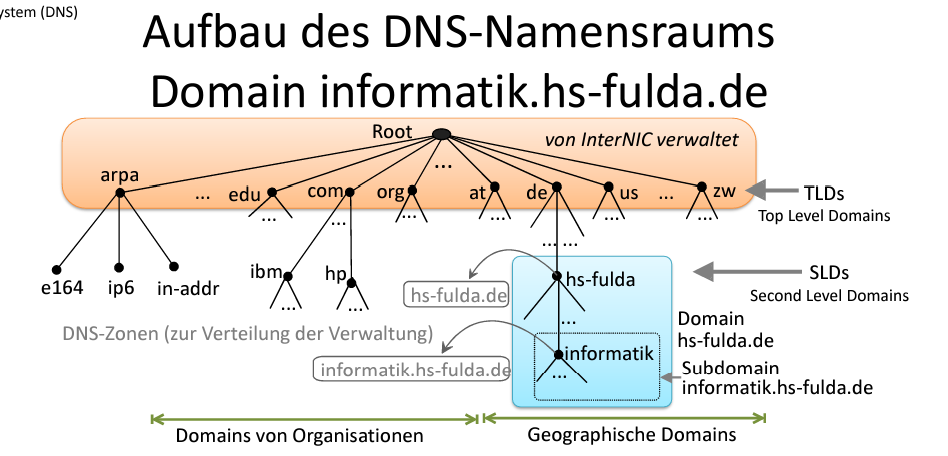 ystem (DNS)
Aufbau des DNS-Namensraums
Domain informatik.hs-fulda.de
Root
von InterNIC verwaltet
...
arpa
... edu com org at de us ... zw
TLDs
Top Level Domains
... ... ... ... ... ... ... ...
e164 ip6 in-addr
ibm hp
hs-fulda
SLDs
Second Level Domains
hs-fulda.de
... ...
...
DNS-Zonen (zur Verteilung der Verwaltung)
Domain
hs-fulda.de
informatik
informatik.hs-fulda.de
...
Subdomain
informatik.hs-fulda.de
Domains von Organisationen
Geographische Domains